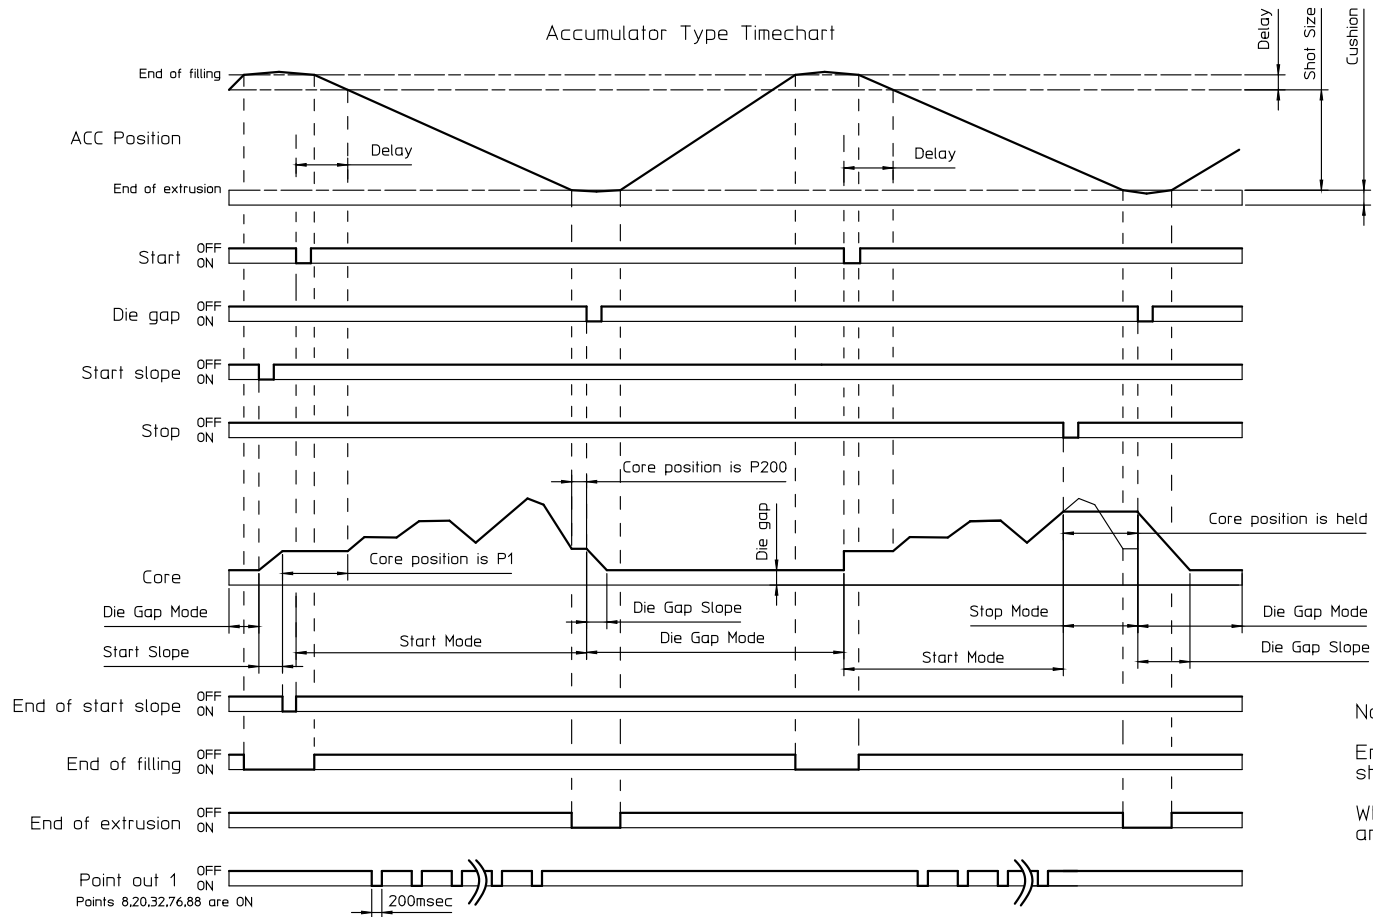 Accumulator Type Timechart
Delay
Shot Size
Cushion
End of filling
ACC Position
Delay
Delay
End of extrusion
Start OFF
ON
Die gap OFF
ON
Start slope OFF
ON
Stop OFF
ON
Core position is P200
Die gap
Core position is held
Core position is P1
Core
Die Gap Mode
Die Gap Slope
Stop Mode
Die Gap Mode
Start Mode
Die Gap Mode
Start Slope
Start Mode
Die Gap Slope
End of start slope OFF
ON
End of filling OFF
ON
End of extrusion OFF
ON
Point out 1 OFF
ON
Points 8,20,32,76,88 are ON
200msec